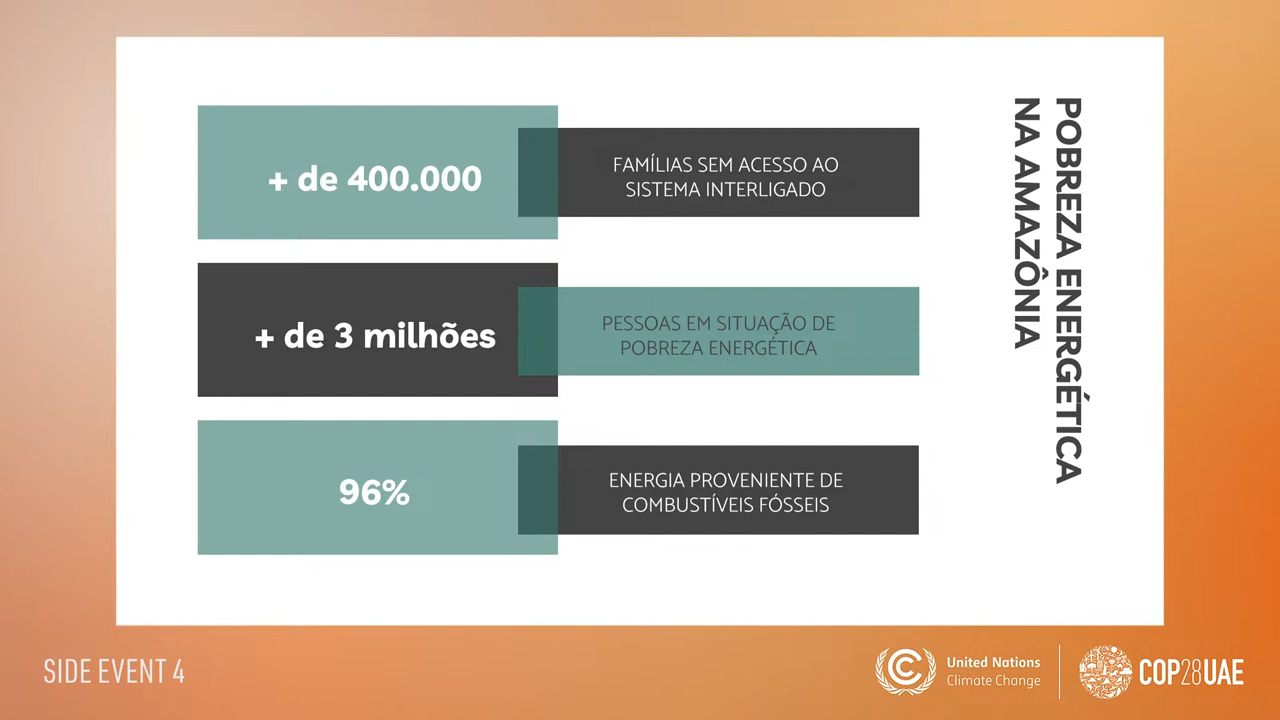 POBREZA ENERGÉTICA
NA AMAZÔNIA
+ de 400.000
FAMÍLIAS SEM ACESSO AO
SISTEMA INTERLIGADO
+ de 3 milhões
PESSOAS EM SITUAÇÃO DE
POBREZA ENERGÉTICA
96%
ENERGIA PROVENIENTE DE
COMBUSTÍVEIS FÓSSEIS
SIDE EVENT 4
United Nations
Climate Change
COP28UAE